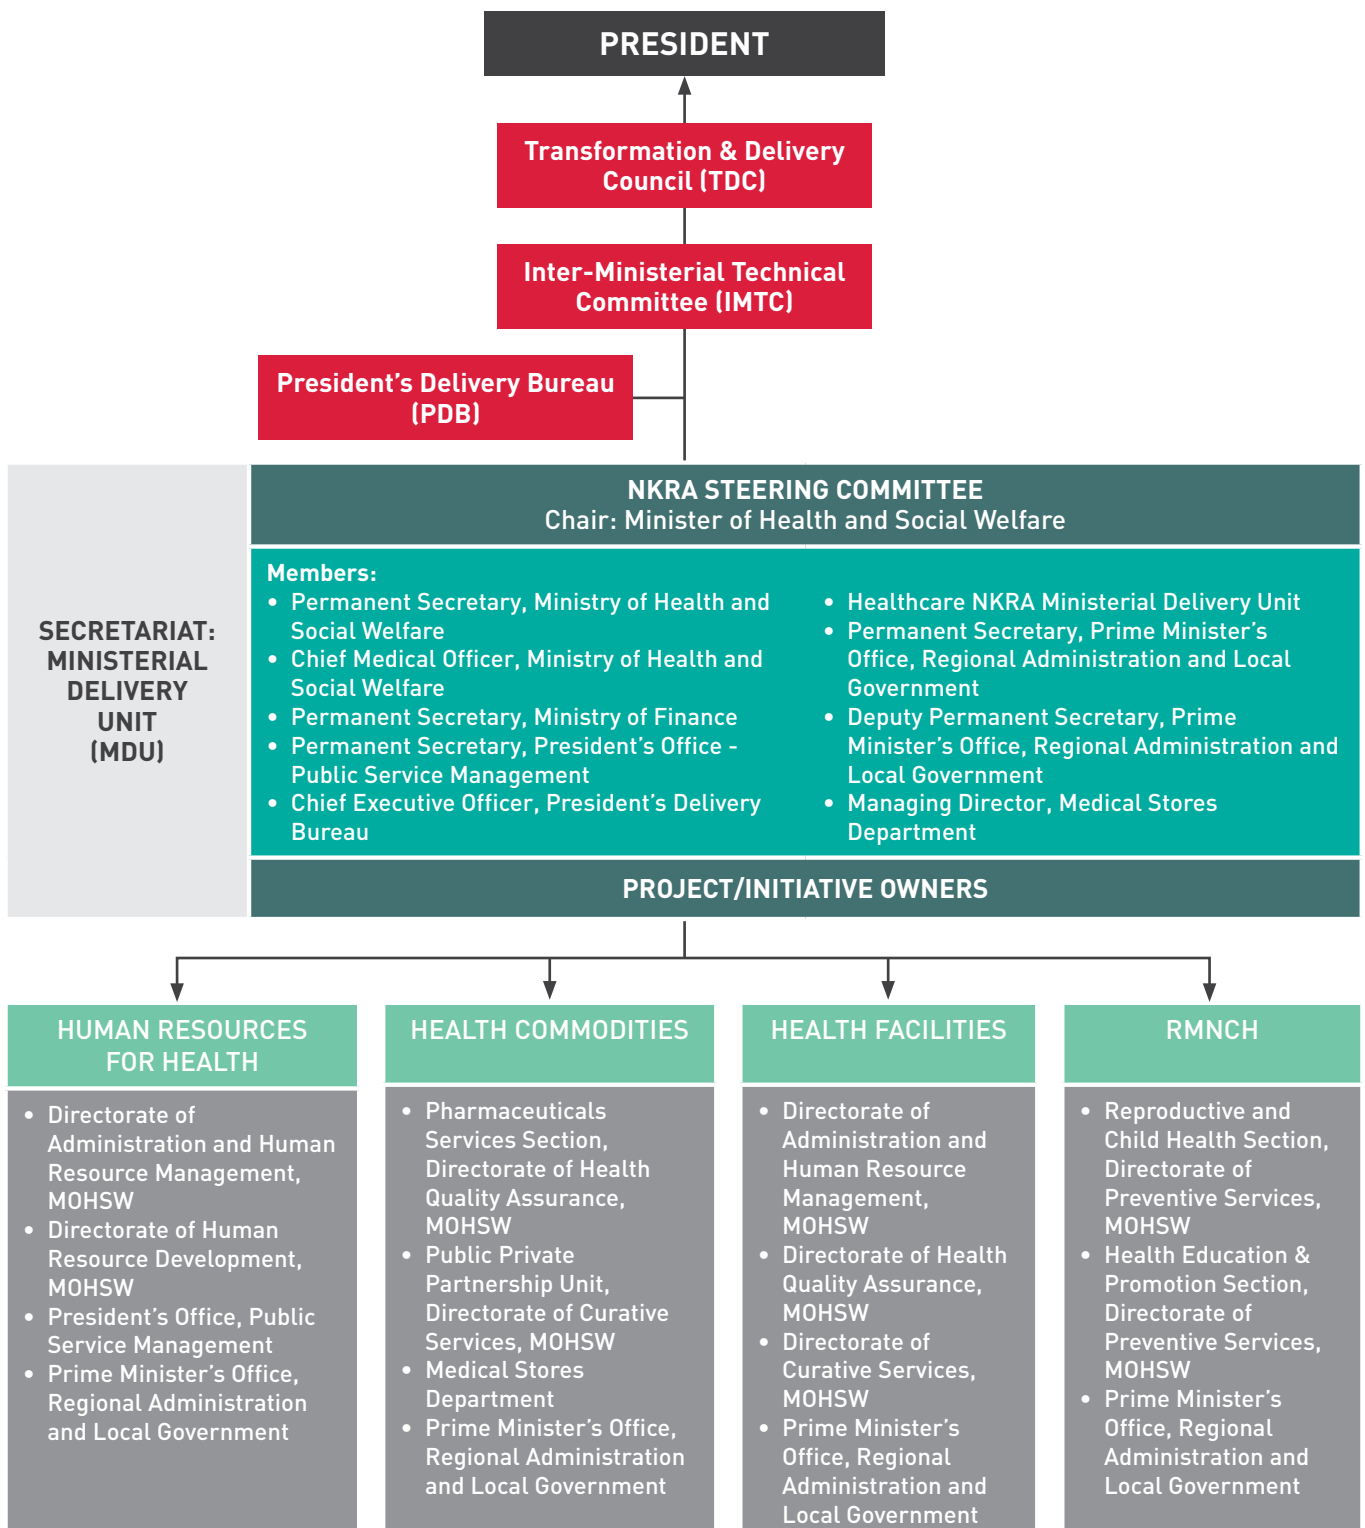 PRESIDENT
Transformation & Delivery
Council (TDC)
Inter-Ministerial Technical
Committee (IMTC)
President’s Delivery Bureau
(PDB)
SECRETARIAT:
MINISTERIAL
DELIVERY
UNIT
(MDU)
NKRA STEERING COMMITTEE
Chair: Minister of Health and Social Welfare
Members:
• Permanent Secretary, Ministry of Health and
Social Welfare
• Chief Medical Officer, Ministry of Health and
Social Welfare
• Permanent Secretary, Ministry of Finance
• Permanent Secretary, President’s Office -
Public Service Management
• Chief Executive Officer, President’s Delivery
Bureau
• Healthcare NKRA Ministerial Delivery Unit
• Permanent Secretary, Prime Minister’s
Office, Regional Administration and Local
Government
• Deputy Permanent Secretary, Prime
Minister’s Office, Regional Administration and
Local Government
• Managing Director, Medical Stores
Department
PROJECT/INITIATIVE OWNERS
HUMAN RESOURCES
FOR HEALTH
• Directorate of
Administration and Human
Resource Management,
MOHSW
• Directorate of Human
Resource Development,
MOHSW
• President’s Office, Public
Service Management
• Prime Minister’s Office,
Regional Administration
and Local Government
HEALTH COMMODITIES
• Pharmaceuticals
Services Section,
Directorate of Health
Quality Assurance,
MOHSW
• Public Private
Partnership Unit,
Directorate of Curative
Services, MOHSW
• Medical Stores
Department
• Prime Minister’s Office,
Regional Administration
and Local Government
HEALTH FACILITIES
• Directorate of
Administration and
Human Resource
Management,
MOHSW
• Directorate of Health
Quality Assurance,
MOHSW
• Directorate of
Curative Services,
MOHSW
• Prime Minister’s
Office, Regional
Administration and
Local Government
RMNCH
• Reproductive and
Child Health Section,
Directorate of
Preventive Services,
MOHSW
• Health Education &
Promotion Section,
Directorate of
Preventive Services,
MOHSW
• Prime Minister’s
Office, Regional
Administration and
Local Government